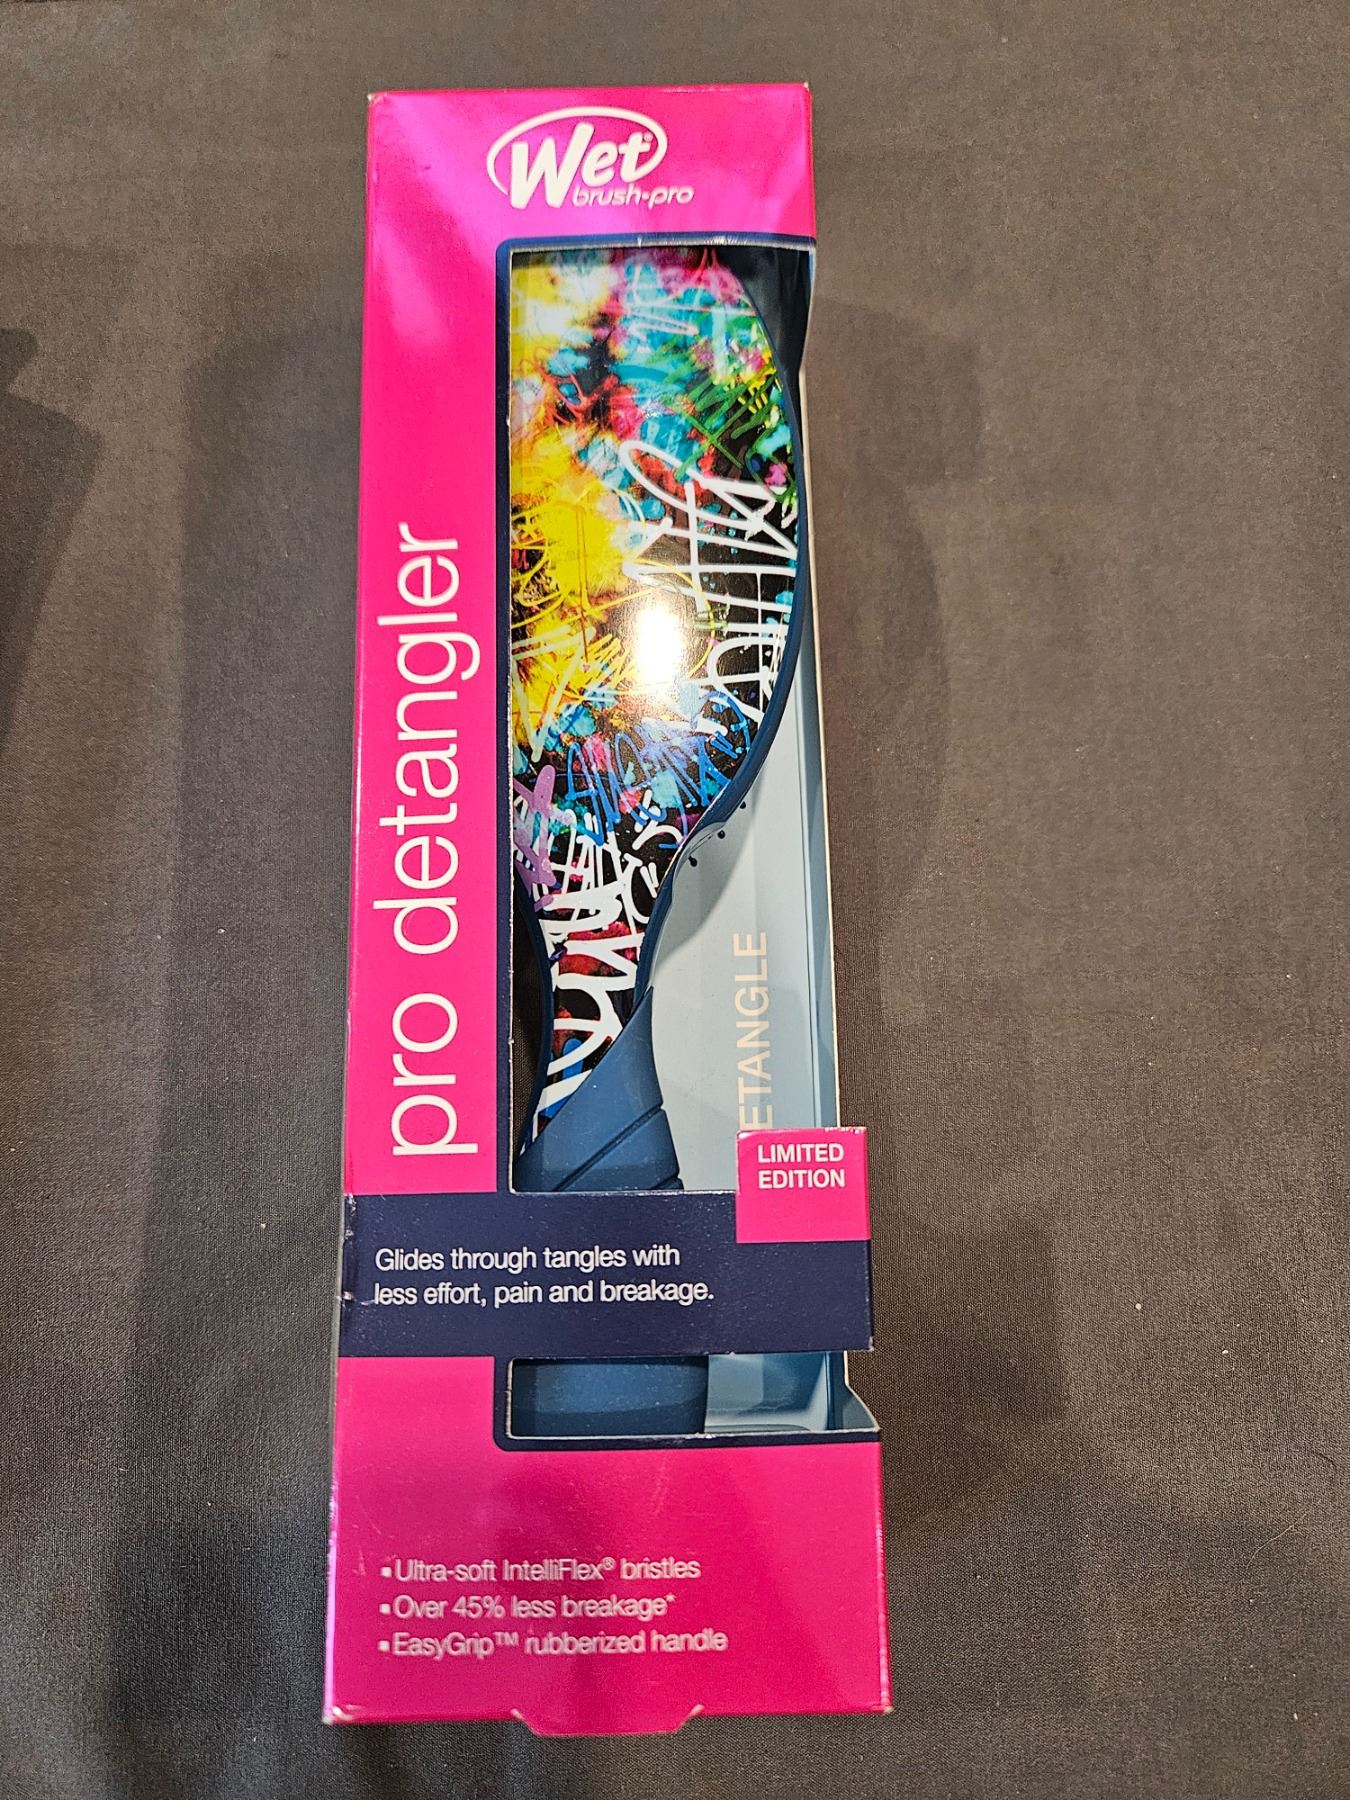 Wet®
brush•pro
pro detangler
ETANGLE
LIMITED
EDITION
Glides through tangles with
less effort, pain and breakage.
▪Ultra-soft IntelliFlex® bristles
▪Over 45% less breakage*
▪EasyGrip™ rubberized handle